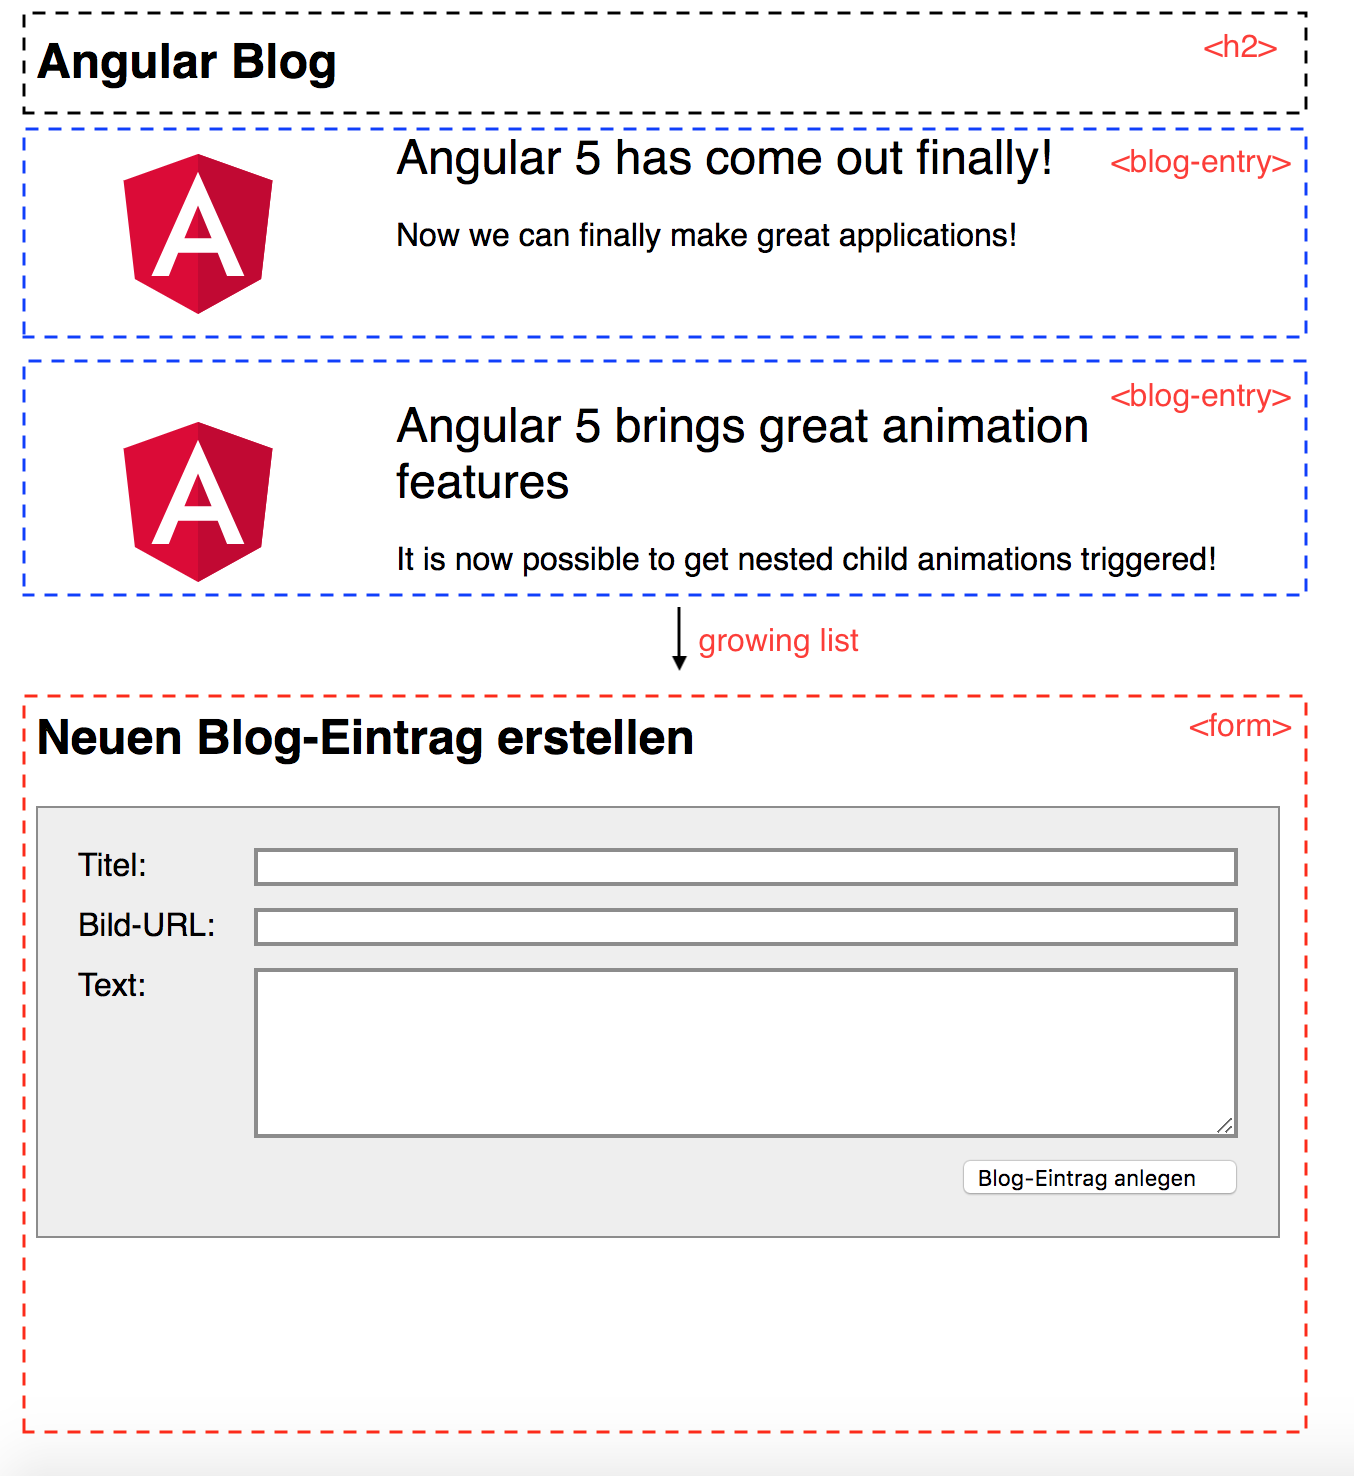 Angular Blog
<h2>
Angular 5 has come out finally!
<blog-entry>
Now we can finally make great applications!
<blog-entry>
Angular 5 brings great animation
features
It is now possible to get nested child animations triggered!
growing list
Neuen Blog-Eintrag erstellen
<form>
Titel:
Bild-URL:
Text:
Blog-Eintrag anlegen